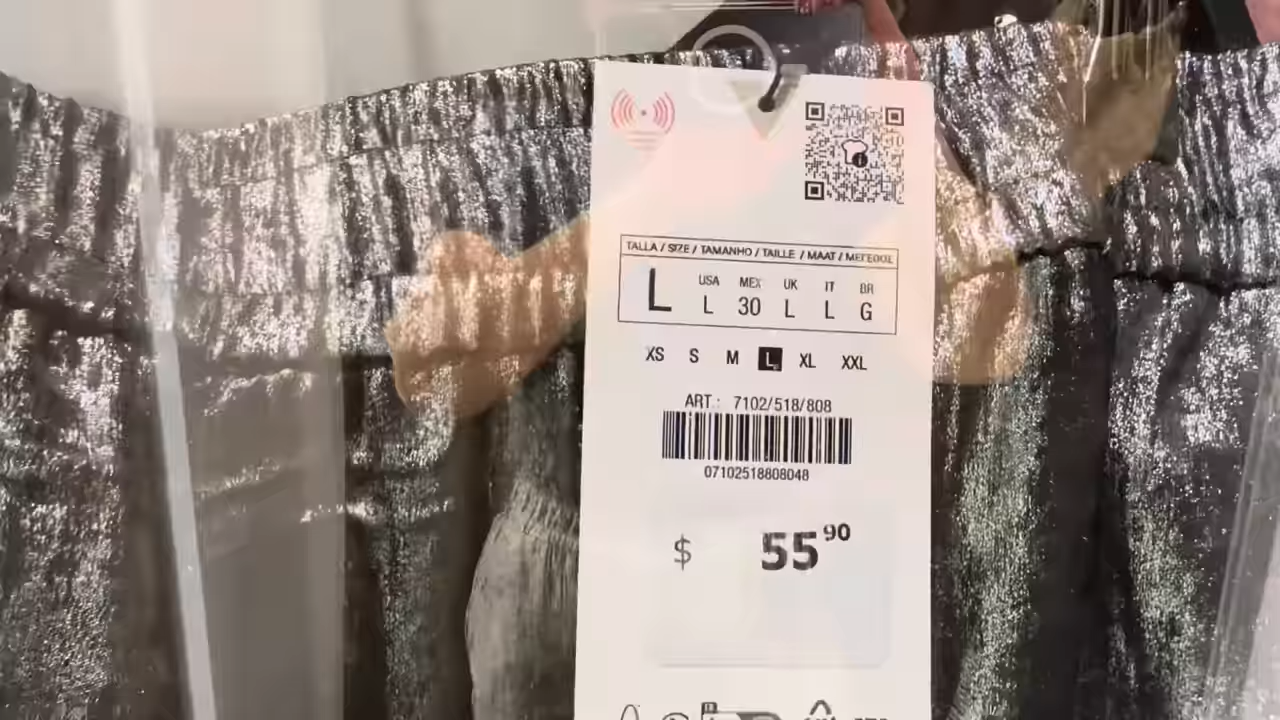 TALLA / SIZE / TAMANHO / TAILLE / MAAT / MEГЕӨOL
L
USA MEX UK IT BR
L 30 L L G
XS S M L XL XXL
ART.: 7102/518/808
07102518808048
$ 55 90